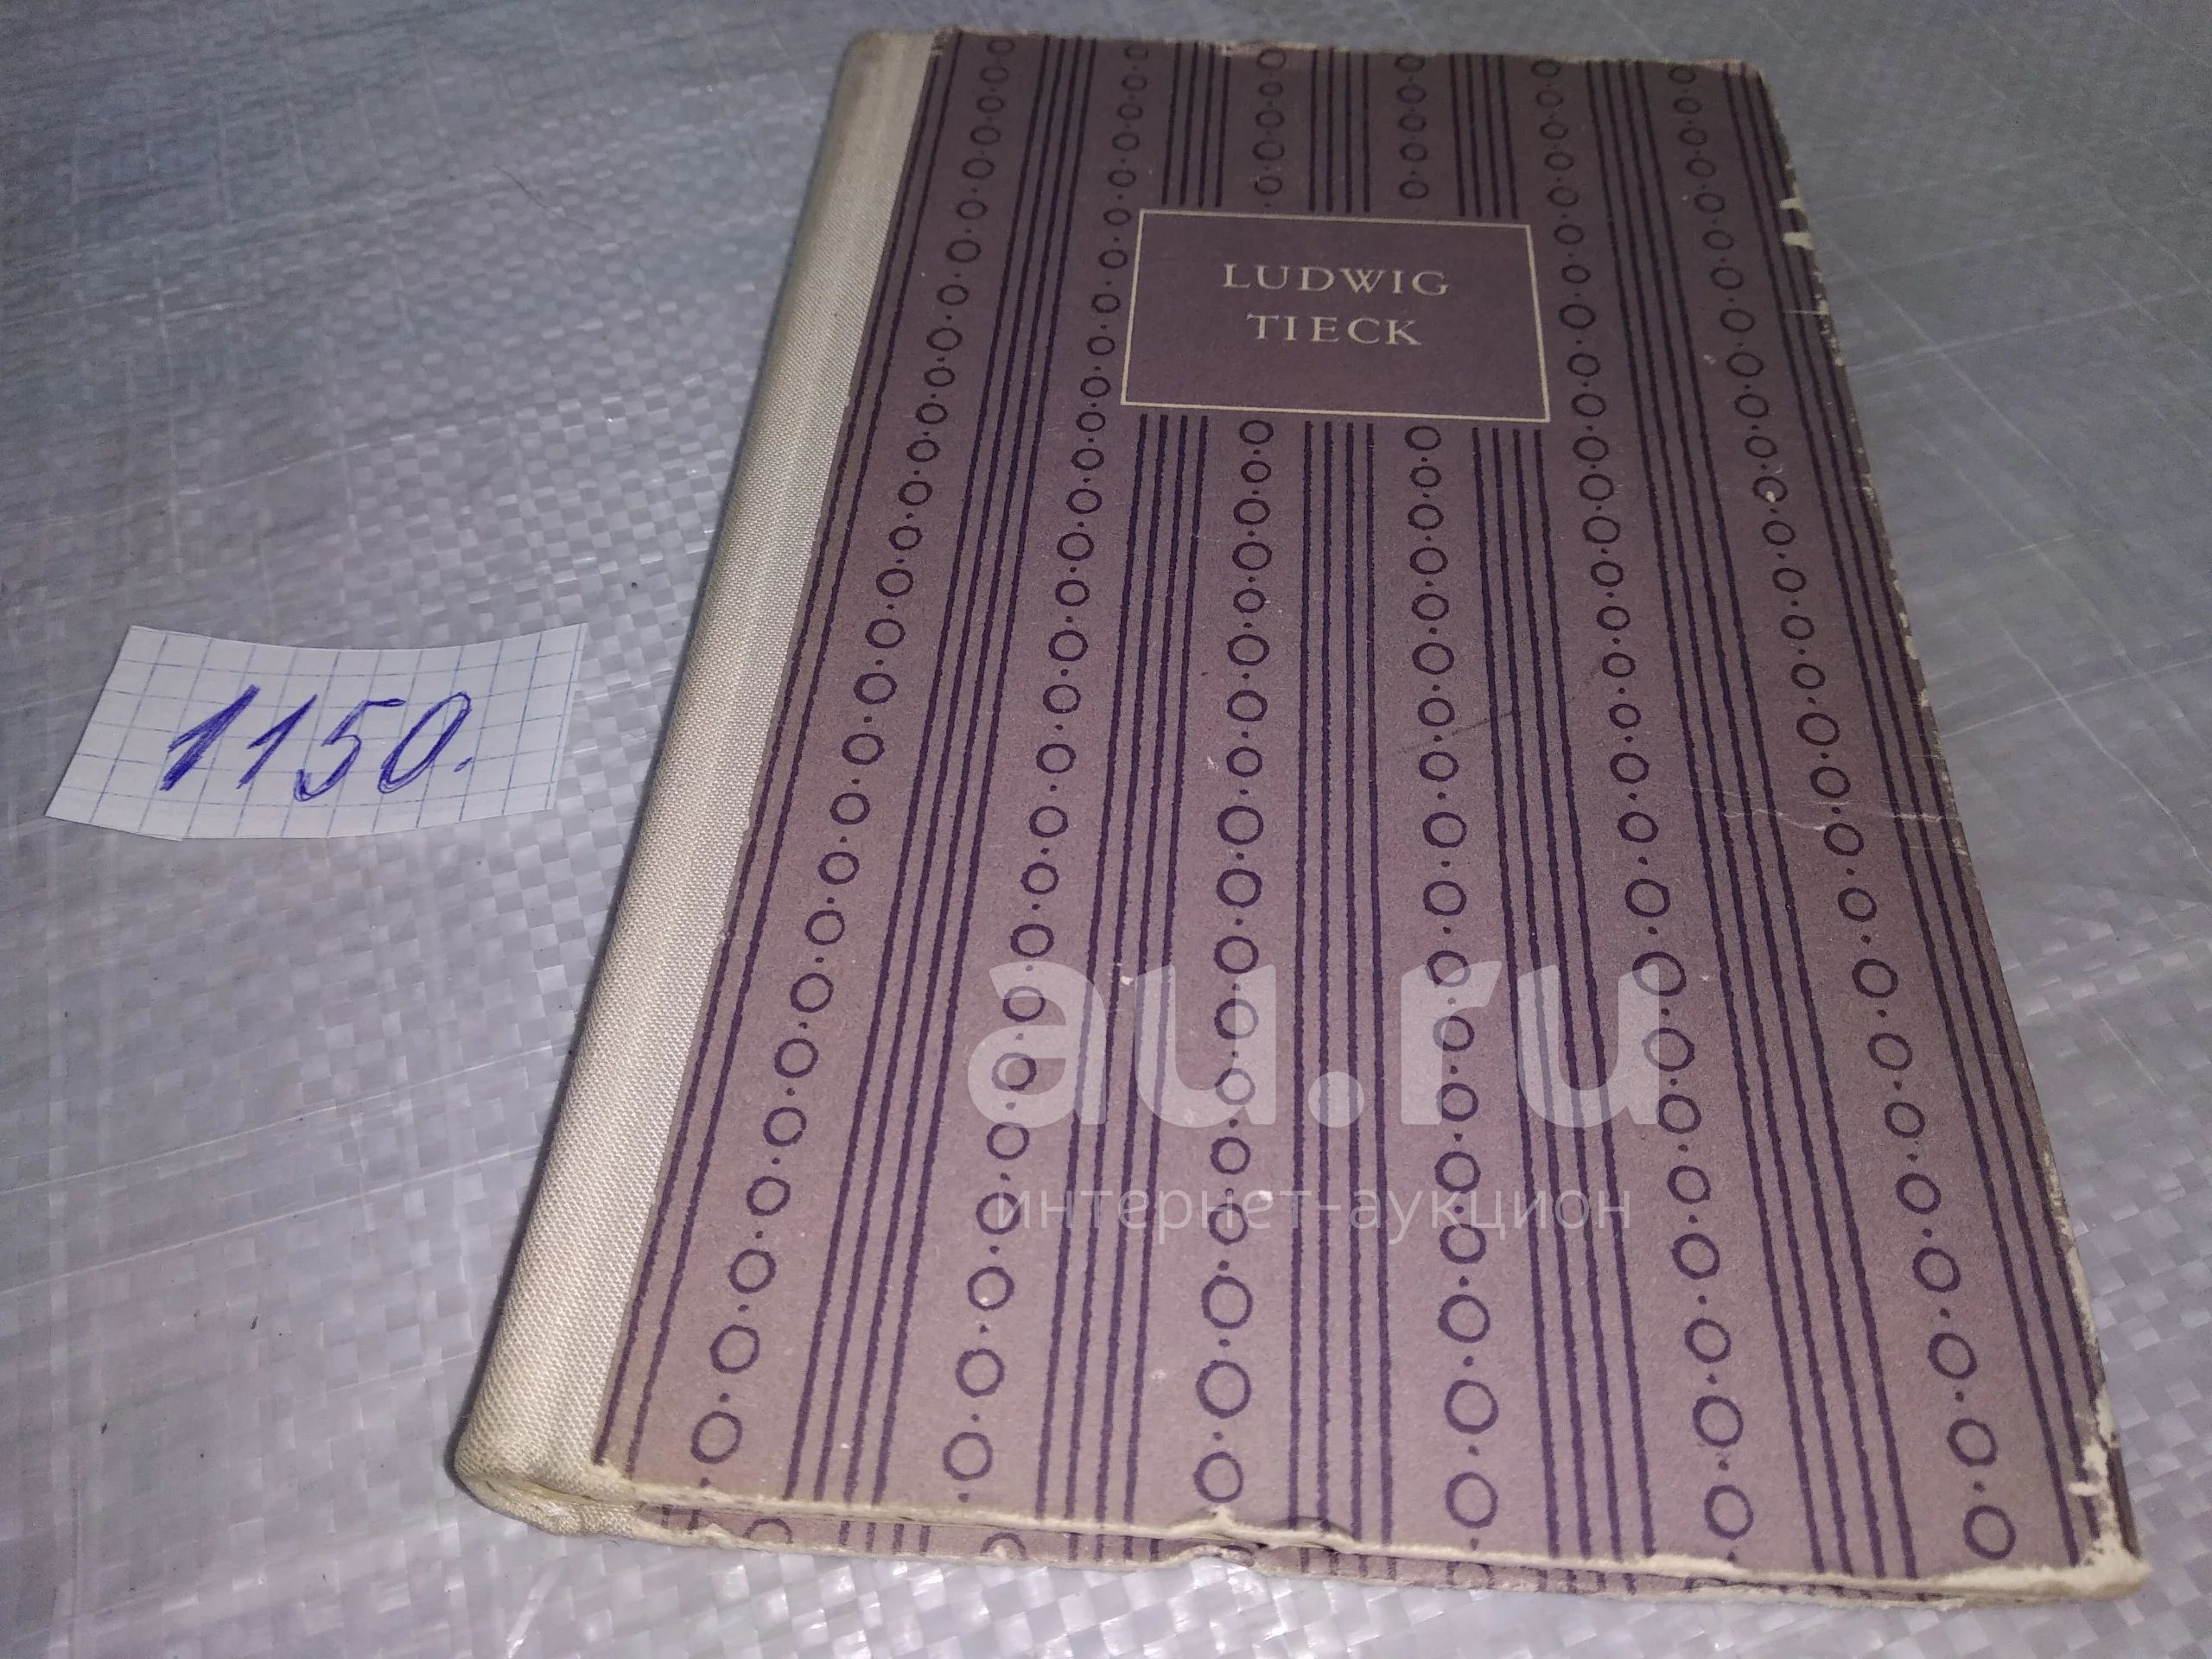 LUDWIG
TIECK
1150.
au.ru
интернет-аукцион